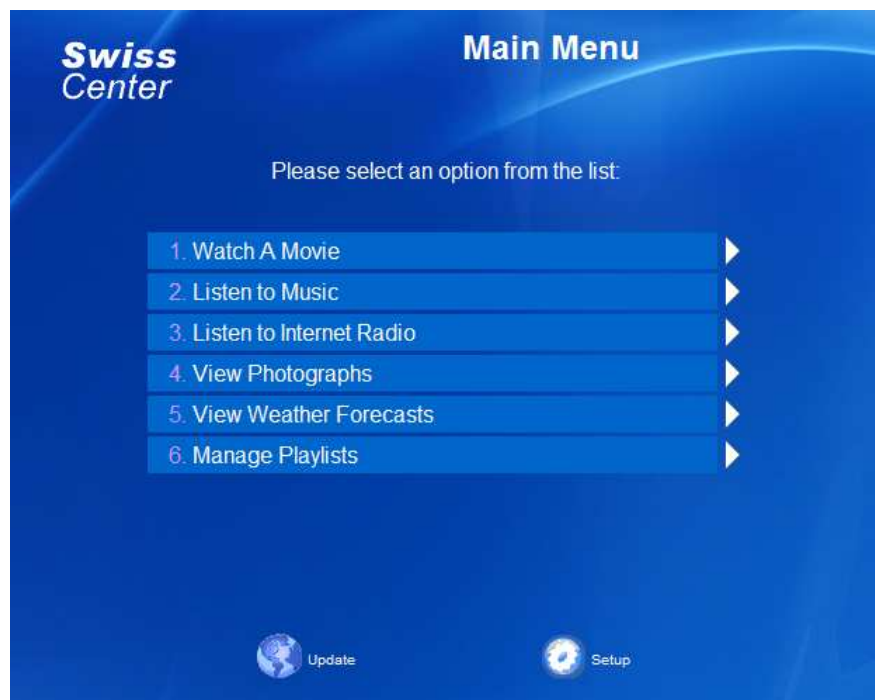 Swiss
Center
Main Menu
Please select an option from the list:
1. Watch A Movie
2. Listen to Music
3. Listen to Internet Radio
4. View Photographs
5. View Weather Forecasts
6. Manage Playlists
Update
Setup